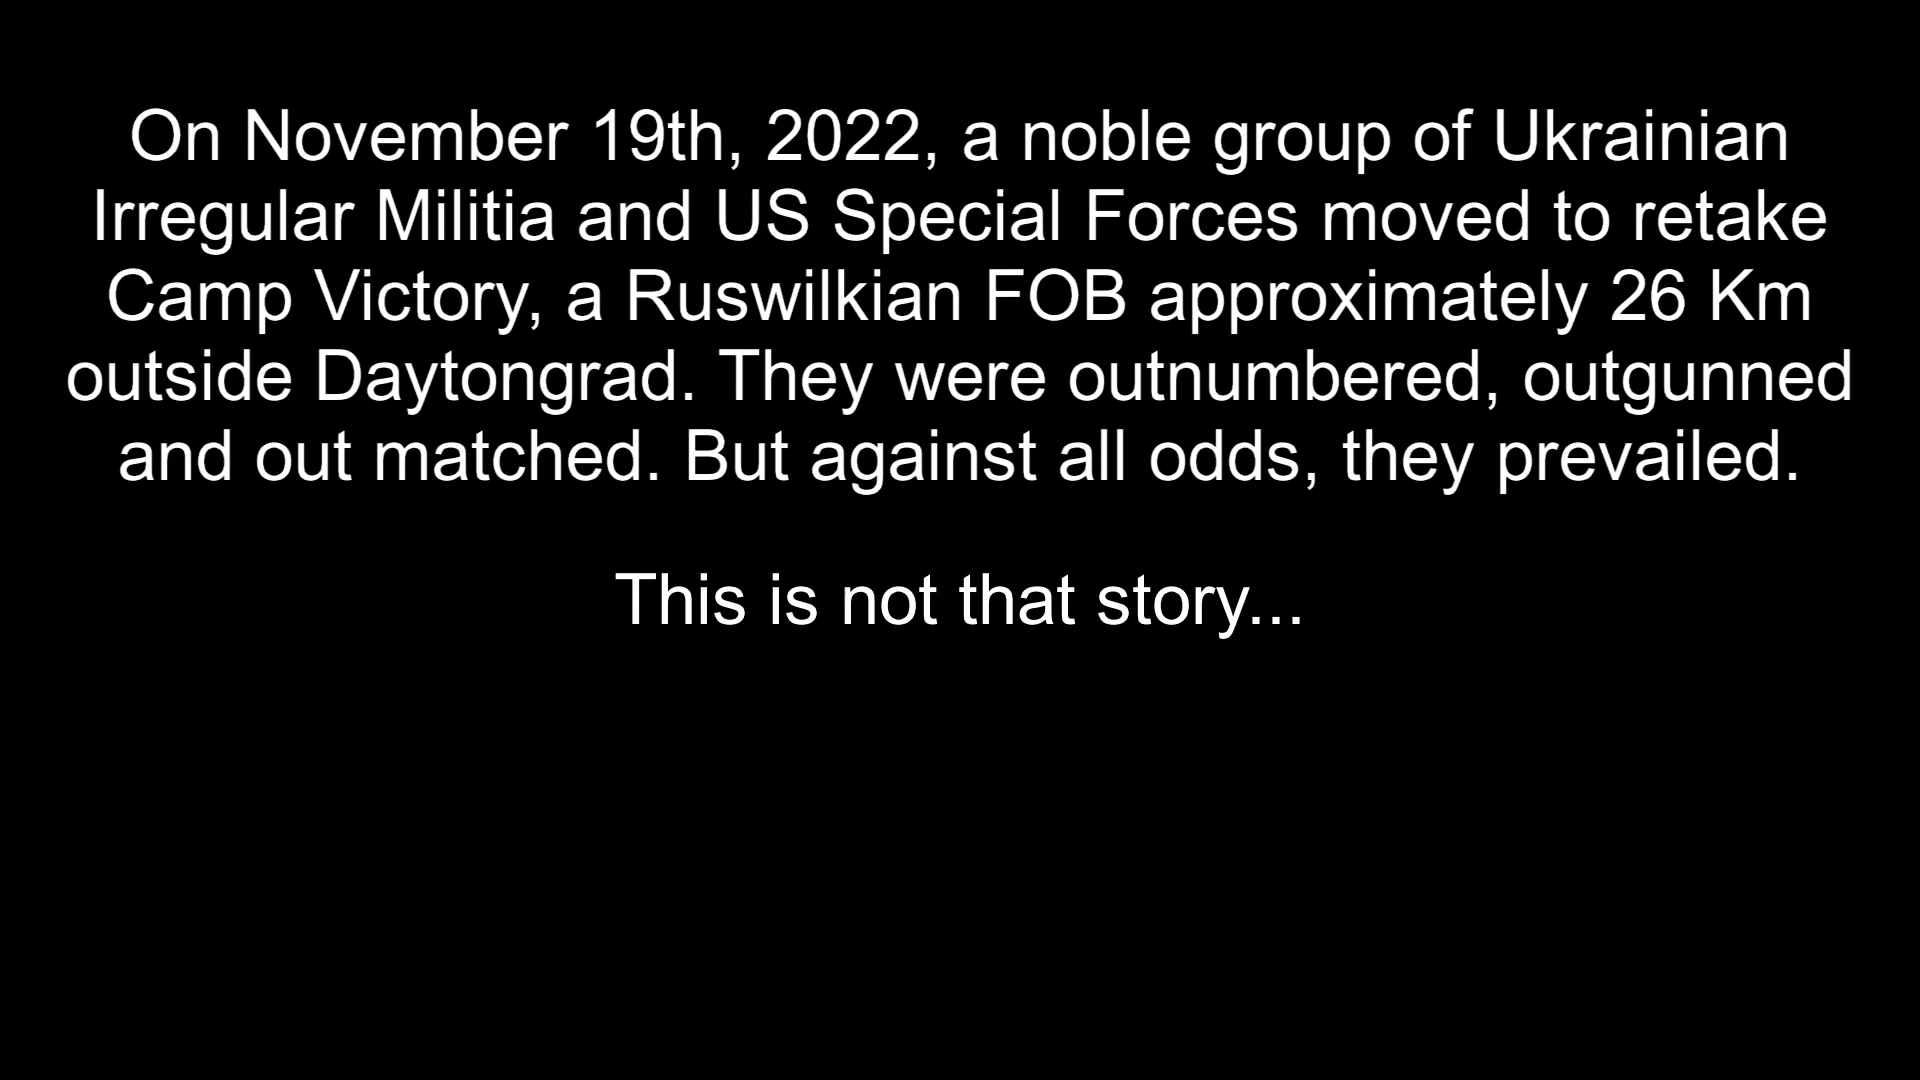 On November 19th, 2022, a noble group of Ukrainian
Irregular Militia and US Special Forces moved to retake
Camp Victory, a Ruswilkian FOB approximately 26 Km
outside Daytongrad. They were outnumbered, outgunned
and out matched. But against all odds, they prevailed.
This is not that story...